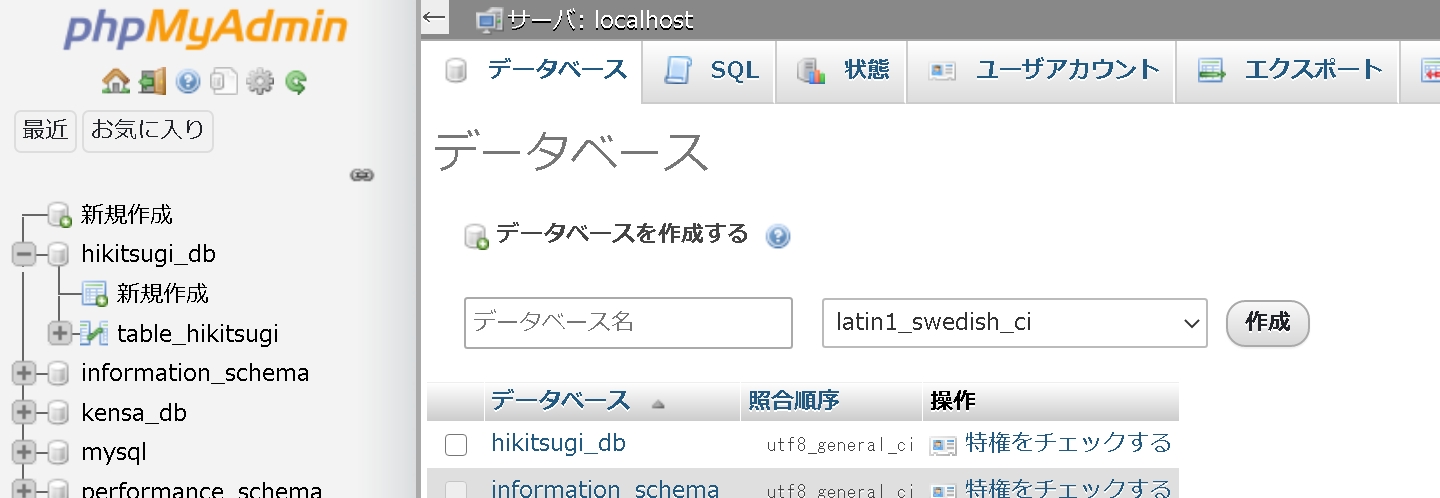 phpMyAdmin
最近 お気に入り
新規作成
hikitsugi_db
新規作成
table_hikitsugi
information_schema
kensa_db
mysql
performance_schema
← サーバ: localhost
データベース SQL 状態 ユーザアカウント エクスポート
データベース
データベースを作成する
データベース名 latin1_swedish_ci 作成
データベース 照合順序 操作
hikitsugi_db utf8_general_ci 特権をチェックする
information_schema utf8_general_ci 特権をチェックする